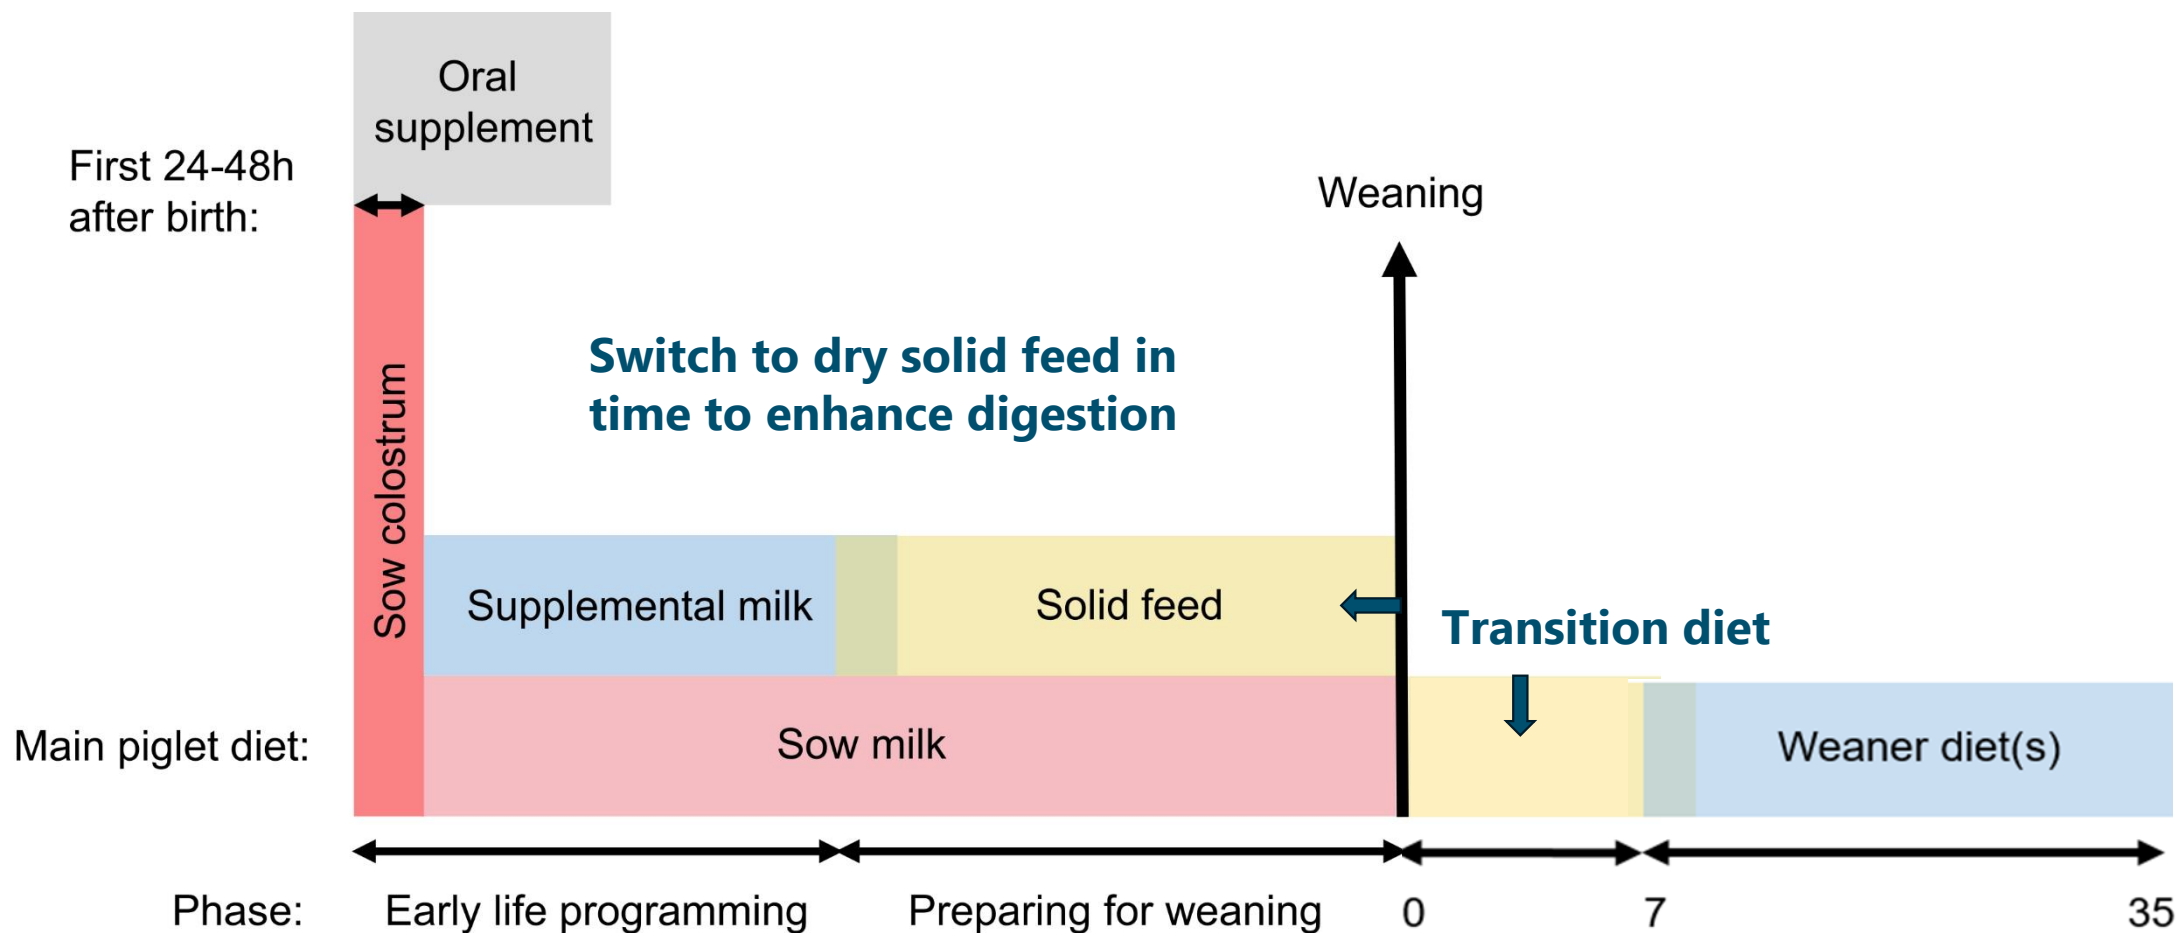 Oral
supplement
First 24-48h
after birth:
Weaning
Switch to dry solid feed in
time to enhance digestion
Sow colostrum
Supplemental milk
Solid feed
Transition diet
Main piglet diet:
Sow milk
Weaner diet(s)
Phase:
Early life programming
Preparing for weaning
0
7
35